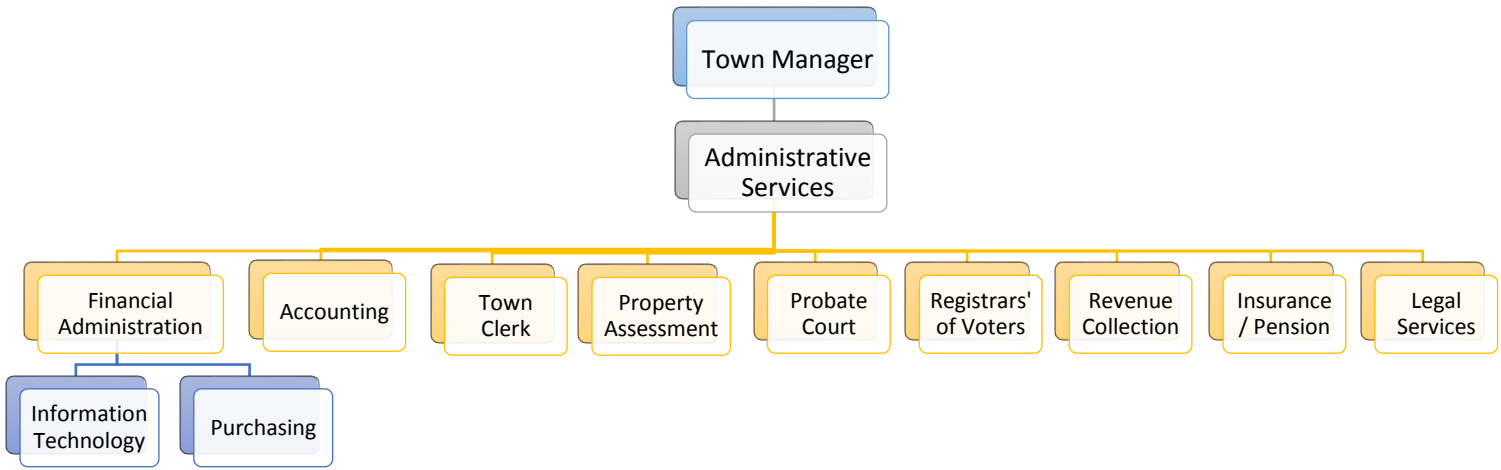 Town Manager
Administrative
Services
Financial
Administration
Accounting
Town
Clerk
Property
Assessment
Probate
Court
Registrars'
of Voters
Revenue
Collection
Insurance
/ Pension
Legal
Services
Information
Technology
Purchasing